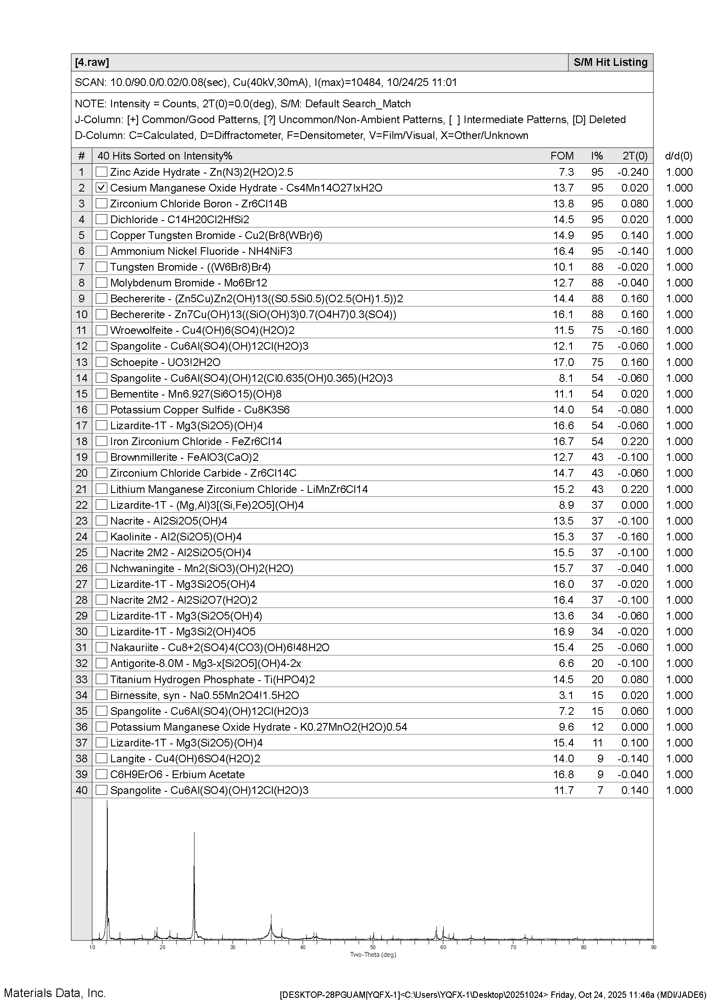 [4.raw] S/M Hit Listing
SCAN: 10.0/90.0/0.02/0.08(sec), Cu(40kV,30mA), I(max)=10484, 10/24/25 11:01
NOTE: Intensity = Counts, 2T(0)=0.0(deg), S/M: Default Search_Match
J-Column: [+] Common/Good Patterns, [?] Uncommon/Non-Ambient Patterns, [ ] Intermediate Patterns, [D] Deleted
D-Column: C=Calculated, D=Diffractometer, F=Densitometer, V=Film/Visual, X=Other/Unknown
# 40 Hits Sorted on Intensity% FOM I% 2T(0) d/d(0)
1 Zinc Azide Hydrate - Zn(N3)2(H2O)2.5 7.3 95 -0.240 1.000
2 Cesium Manganese Oxide Hydrate - Cs4Mn14O27!xH2O 13.7 95 0.020 1.000
3 Zirconium Chloride Boron - Zr6Cl14B 13.8 95 0.080 1.000
4 Dichloride - C14H20Cl2HfSi2 14.5 95 0.020 1.000
5 Copper Tungsten Bromide - Cu2(Br8(WBr)6) 14.9 95 0.140 1.000
6 Ammonium Nickel Fluoride - NH4NiF3 16.4 95 -0.140 1.000
7 Tungsten Bromide - ((W6Br8)Br4) 10.1 88 -0.020 1.000
8 Molybdenum Bromide - Mo6Br12 12.7 88 -0.040 1.000
9 Bechererite - (Zn5Cu)Zn2(OH)13((S0.5Si0.5)(O2.5(OH)1.5))2 14.4 88 0.160 1.000
10 Bechererite - Zn7Cu(OH)13((SiO(OH)3)0.7(O4H7)0.3(SO4)) 16.1 88 0.160 1.000
11 Wroewolfeite - Cu4(OH)6(SO4)(H2O)2 11.5 75 -0.160 1.000
12 Spangolite - Cu6Al(SO4)(OH)12Cl(H2O)3 12.1 75 -0.060 1.000
13 Schoepite - UO3!2H2O 17.0 75 0.160 1.000
14 Spangolite - Cu6Al(SO4)(OH)12(Cl0.635(OH)0.365)(H2O)3 8.1 54 -0.060 1.000
15 Bementite - Mn6.927(Si6O15)(OH)8 11.1 54 0.020 1.000
16 Potassium Copper Sulfide - Cu8K3S6 14.0 54 -0.080 1.000
17 Lizardite-1T - Mg3(Si2O5)(OH)4 16.6 54 -0.060 1.000
18 Iron Zirconium Chloride - FeZr6Cl14 16.7 54 0.220 1.000
19 Brownmillerite - FeAlO3(CaO)2 12.7 43 -0.100 1.000
20 Zirconium Chloride Carbide - Zr6Cl14C 14.7 43 -0.060 1.000
21 Lithium Manganese Zirconium Chloride - LiMnZr6Cl14 15.2 43 0.220 1.000
22 Lizardite-1T - (Mg,Al)3[(Si,Fe)2O5](OH)4 8.9 37 0.000 1.000
23 Nacrite - Al2Si2O5(OH)4 13.5 37 -0.100 1.000
24 Kaolinite - Al2(Si2O5)(OH)4 15.3 37 -0.160 1.000
25 Nacrite 2M2 - Al2Si2O5(OH)4 15.5 37 -0.100 1.000
26 Nchwaningite - Mn2(SiO3)(OH)2(H2O) 15.7 37 -0.040 1.000
27 Lizardite-1T - Mg3Si2O5(OH)4 16.0 37 -0.020 1.000
28 Nacrite 2M2 - Al2Si2O7(H2O)2 16.4 37 -0.100 1.000
29 Lizardite-1T - Mg3(Si2O5(OH)4) 13.6 34 -0.060 1.000
30 Lizardite-1T - Mg3Si2(OH)4O5 16.9 34 -0.020 1.000
31 Nakauriite - Cu8+2(SO4)4(CO3)(OH)6!48H2O 15.4 25 -0.060 1.000
32 Antigorite-8.0M - Mg3-x[Si2O5](OH)4-2x 6.6 20 -0.100 1.000
33 Titanium Hydrogen Phosphate - Ti(HPO4)2 14.5 20 0.080 1.000
34 Birnessite, syn - Na0.55Mn2O4!1.5H2O 3.1 15 0.020 1.000
35 Spangolite - Cu6Al(SO4)(OH)12Cl(H2O)3 7.2 15 0.060 1.000
36 Potassium Manganese Oxide Hydrate - K0.27MnO2(H2O)0.54 9.6 12 0.000 1.000
37 Lizardite-1T - Mg3(Si2O5)(OH)4 15.4 11 0.100 1.000
38 Langite - Cu4(OH)6SO4(H2O)2 14.0 9 -0.140 1.000
39 C6H9ErO6 - Erbium Acetate 16.8 9 -0.040 1.000
40 Spangolite - Cu6Al(SO4)(OH)12Cl(H2O)3 11.7 7 0.140 1.000
10 20 30 40 50 60 70 80 90
Two-Theta (deg)
Materials Data, Inc. [DESKTOP-28PGUAM|YQFX-1]<C:\Users\YQFX-1\Desktop\20251024> Friday, Oct 24, 2025 11:46a (MDI/JADE6)